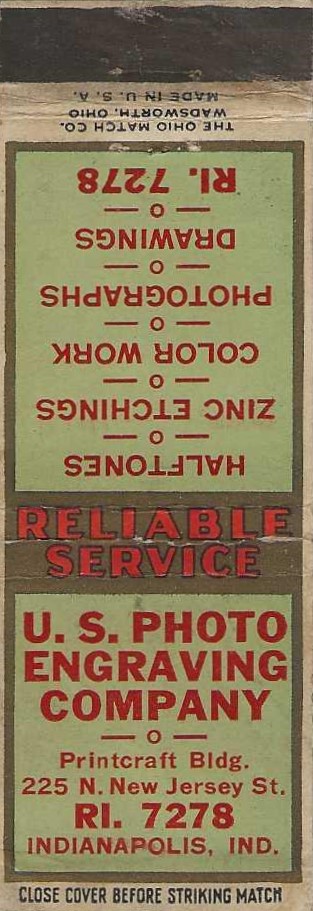 THE OHIO MATCH CO.
WADSWORTH, OHIO
MADE IN U. S. A.
HALFTONES
— o —
ZINC ETCHINGS
— o —
COLOR WORK
— o —
PHOTOGRAPHS
— o —
DRAWINGS
— o —
RI. 7278
RELIABLE
SERVICE
U. S. PHOTO
ENGRAVING
COMPANY
— o —
Printcraft Bldg.
225 N. New Jersey St.
RI. 7278
INDIANAPOLIS, IND.
CLOSE COVER BEFORE STRIKING MATCH